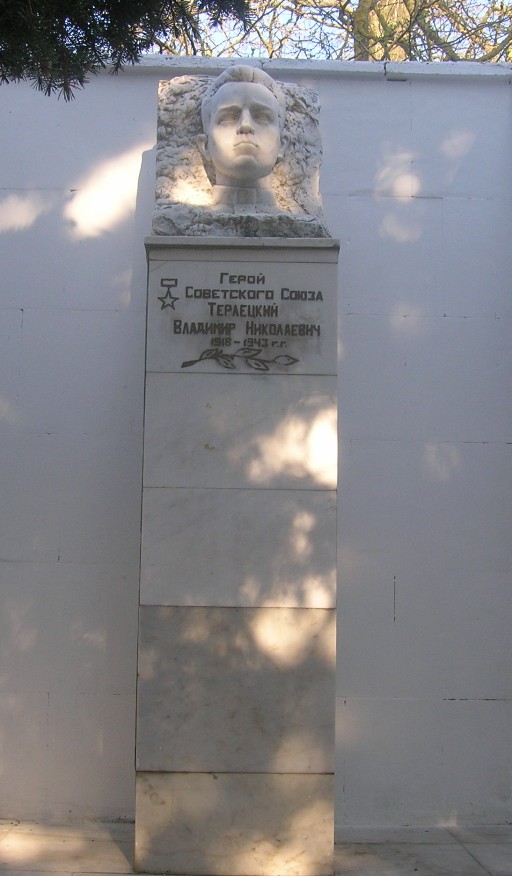 Герой
Советского Союза
Терлецкий
Владимир Николаевич
1918 - 1943 г.г.